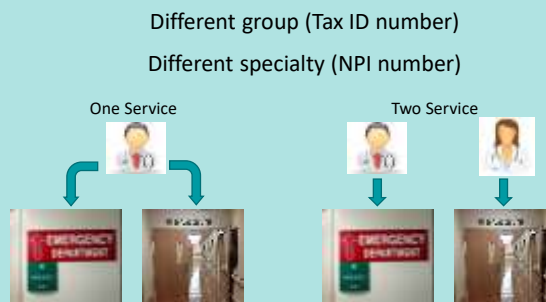 Different group (Tax ID number)
Different specialty (NPI number)
One Service
Two Service
EMERGENCY
DEPARTMENT
EMERGENCY
DEPARTMENT